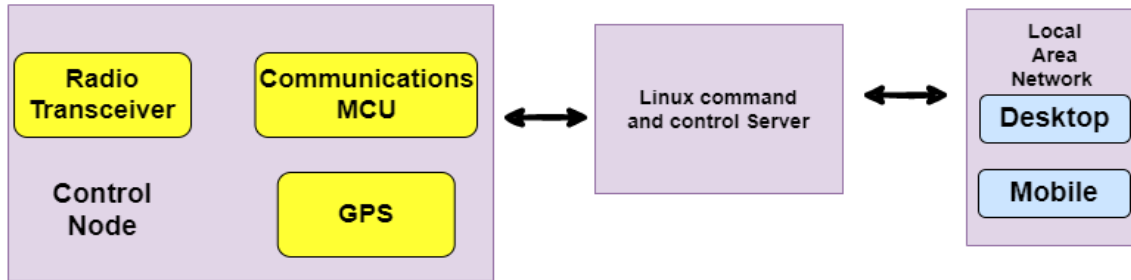 Radio
Transceiver
Communications
MCU
Control
Node
GPS
Linux command
and control Server
Local
Area
Network
Desktop
Mobile